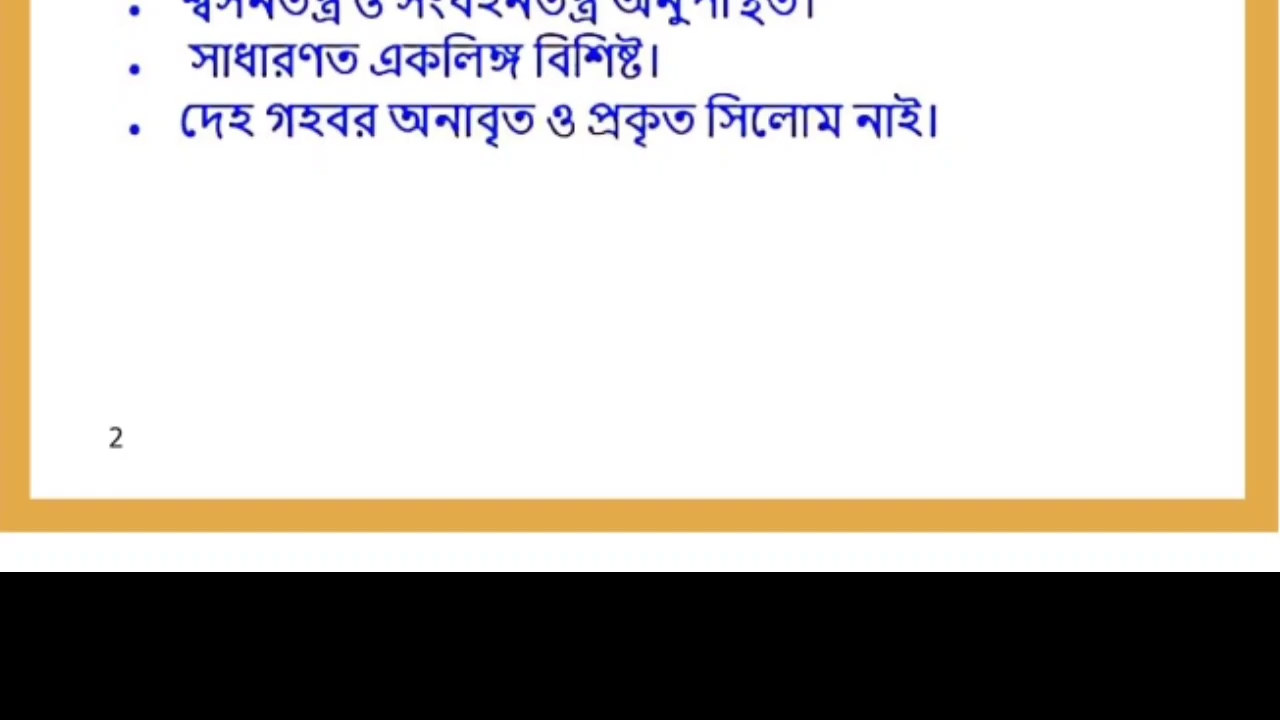 • শ্বসনতন্ত্র ও সংবহনতন্ত্র অনুপস্থিত।
• সাধারণত একলিঙ্গ বিশিষ্ট।
• দেহ গহবর অনাবৃত ও প্রকৃত সিলোম নাই।
2